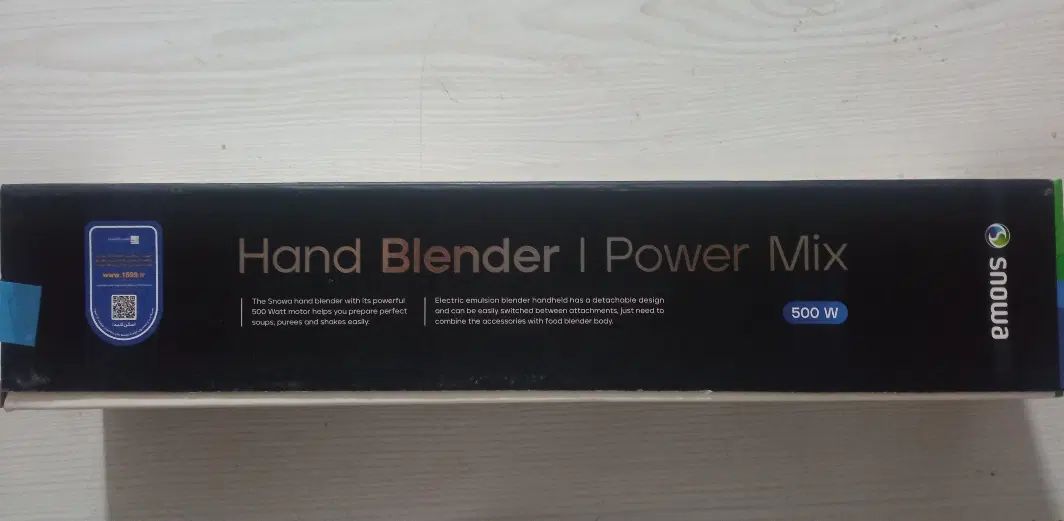 www.1599.ir
اسکن کنید:
Hand Blender | Power Mix
The Snowa hand blender with its powerful
500 Watt motor helps you prepare perfect
soups, purees and shakes easily.
Electric emulsion blender handheld has a detachable design
and can be easily switched between attachments, just need to
combine the accessories with food blender body.
500 W
snowa